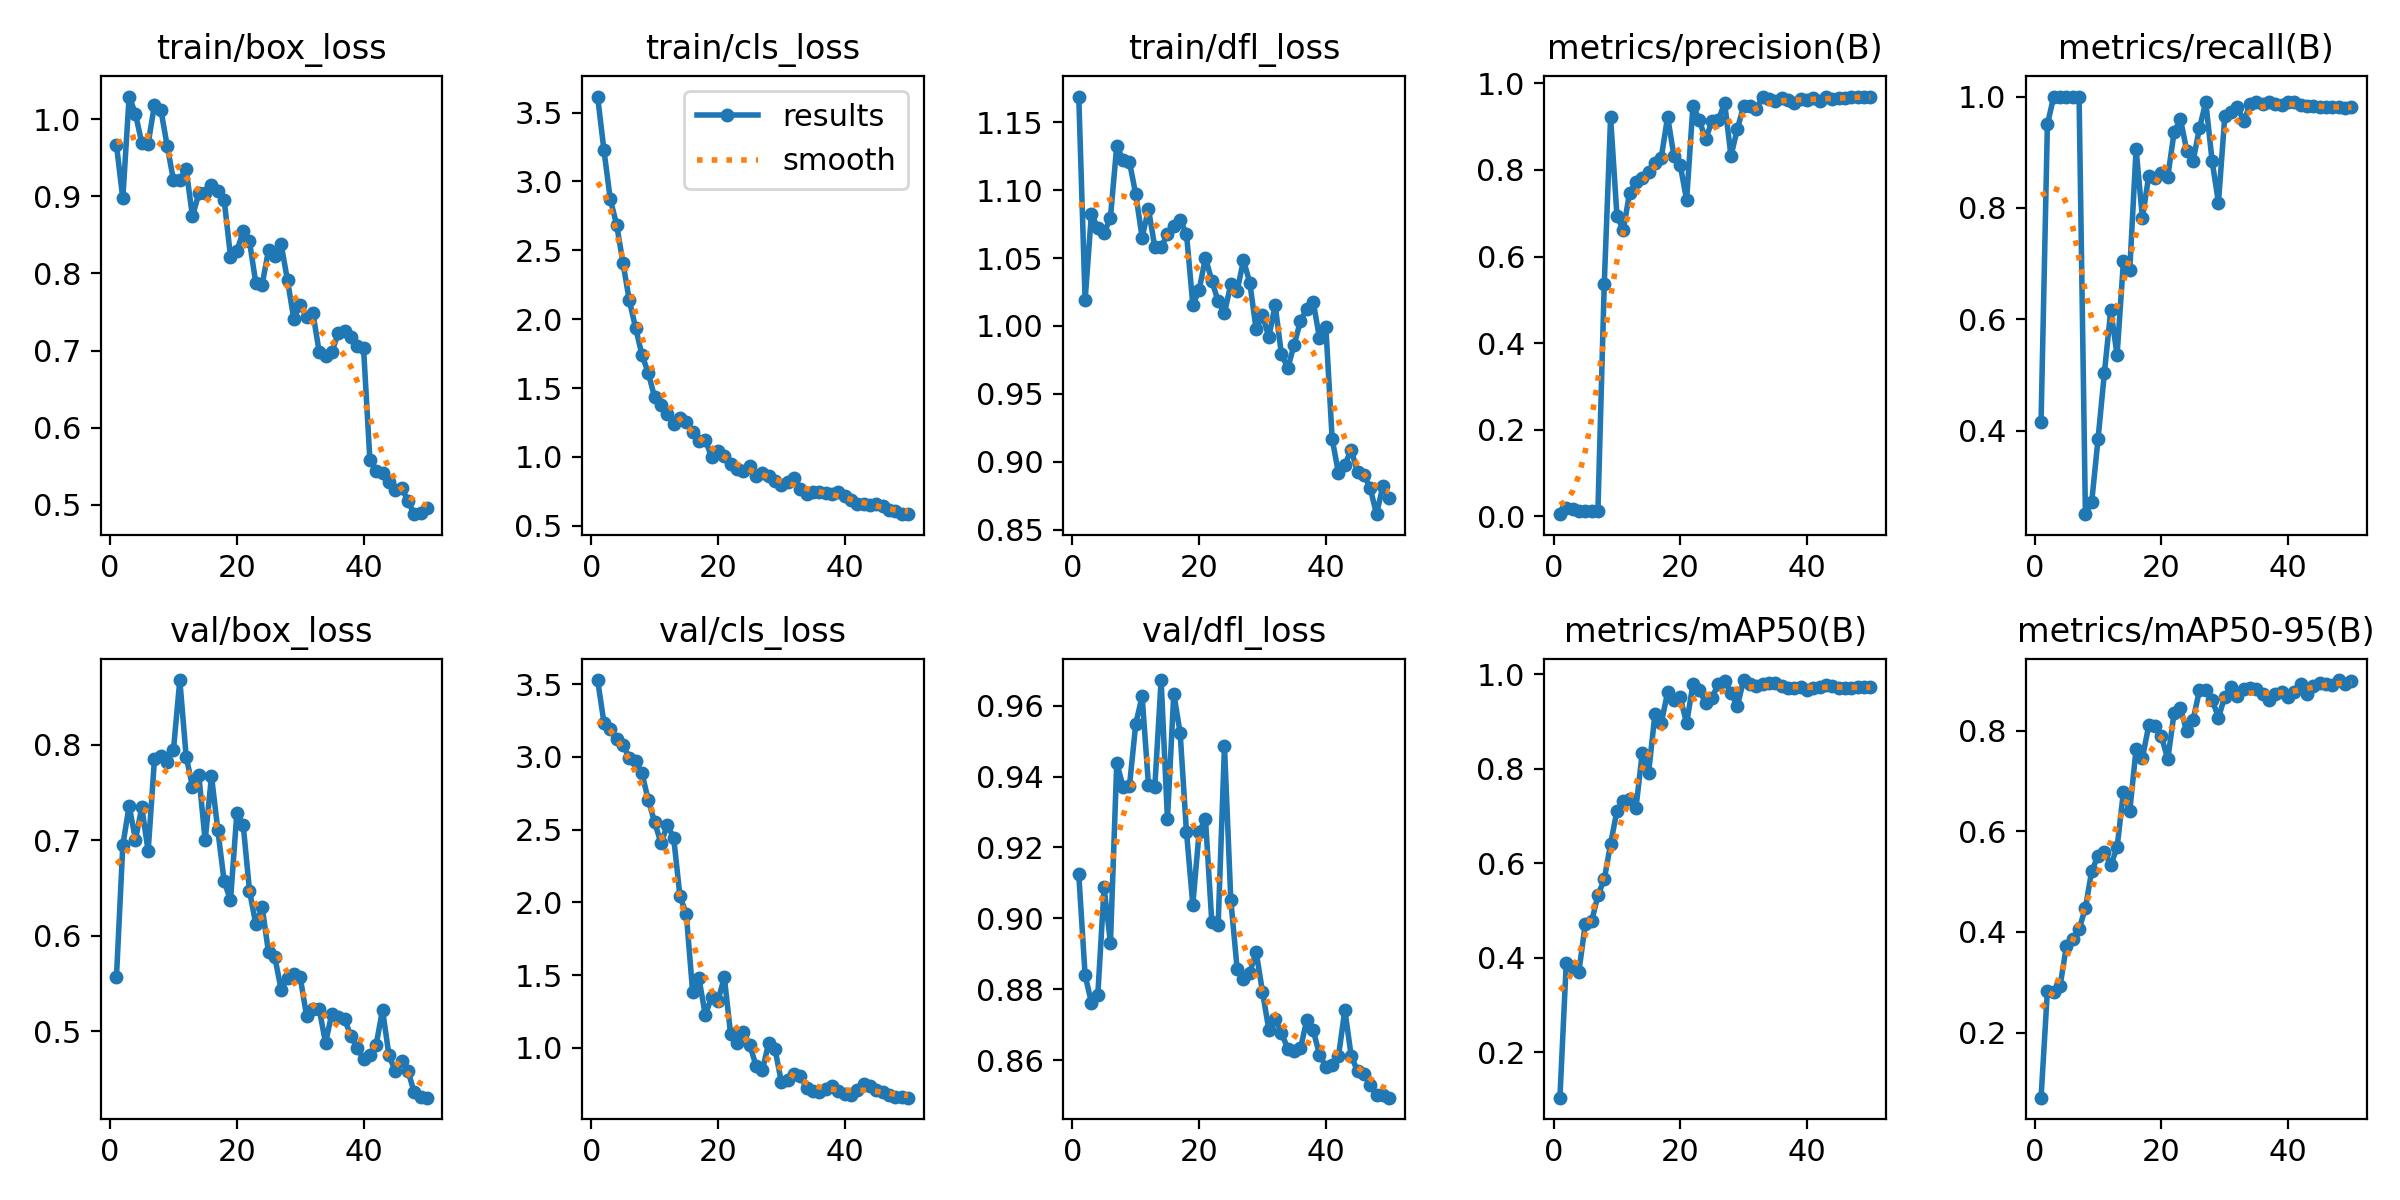 train/box_loss
train/cls_loss
train/dfl_loss
metrics/precision(B)
metrics/recall(B)
1.0
0.9
0.8
0.7
0.6
0.5
0 20 40
results
smooth
3.5
3.0
2.5
2.0
1.5
1.0
0.5
0 20 40
1.15
1.10
1.05
1.00
0.95
0.90
0.85
0 20 40
1.0
0.8
0.6
0.4
0.2
0.0
0 20 40
1.0
0.8
0.6
0.4
0 20 40
val/box_loss
val/cls_loss
val/dfl_loss
metrics/mAP50(B)
metrics/mAP50-95(B)
0.8
0.7
0.6
0.5
0 20 40
3.5
3.0
2.5
2.0
1.5
1.0
0 20 40
0.96
0.94
0.92
0.90
0.88
0.86
0 20 40
1.0
0.8
0.6
0.4
0.2
0 20 40
0.8
0.6
0.4
0.2
0 20 40